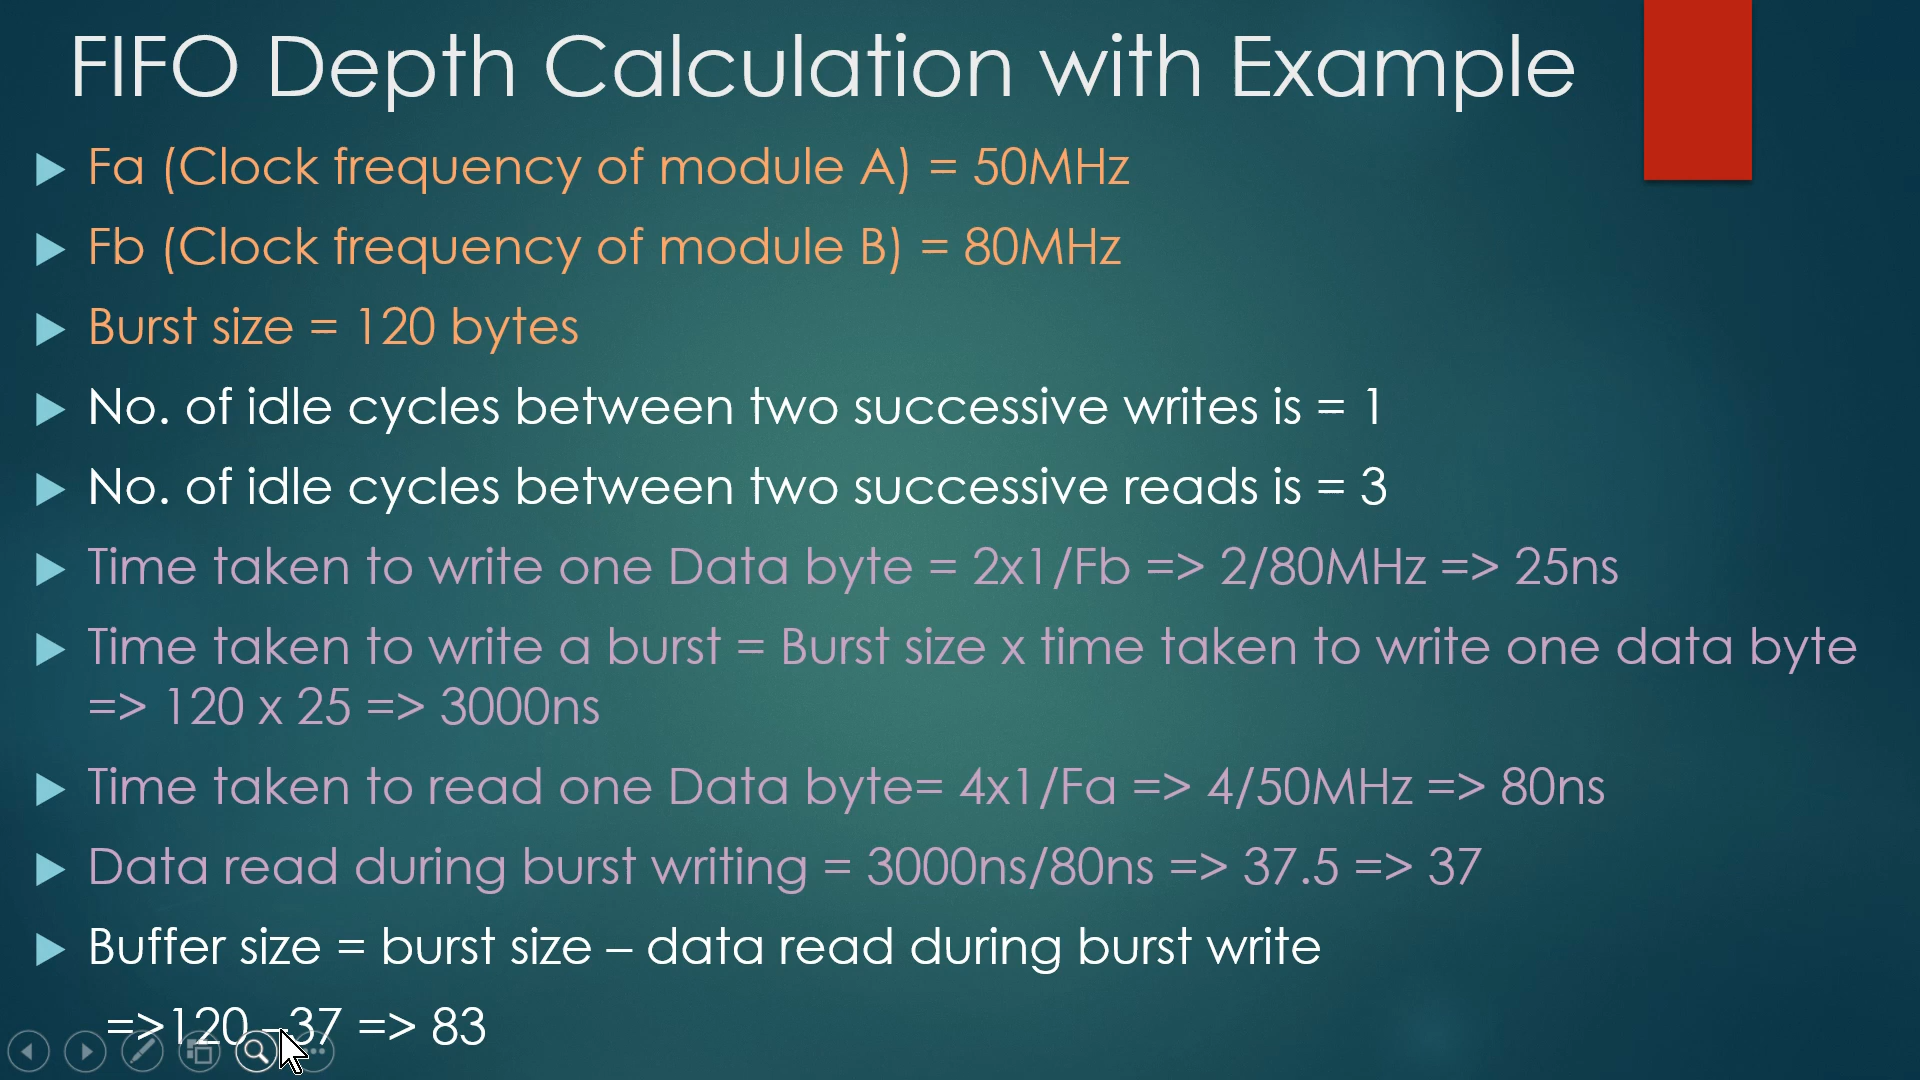 FIFO Depth Calculation with Example
Fa (Clock frequency of module A) = 50MHz
Fb (Clock frequency of module B) = 80MHz
Burst size = 120 bytes
No. of idle cycles between two successive writes is = 1
No. of idle cycles between two successive reads is = 3
Time taken to write one Data byte = 2x1/Fb => 2/80MHz => 25ns
Time taken to write a burst = Burst size x time taken to write one data byte
=> 120 x 25 => 3000ns
Time taken to read one Data byte= 4x1/Fa => 4/50MHz => 80ns
Data read during burst writing = 3000ns/80ns => 37.5 => 37
Buffer size = burst size – data read during burst write
=>120 –37 => 83